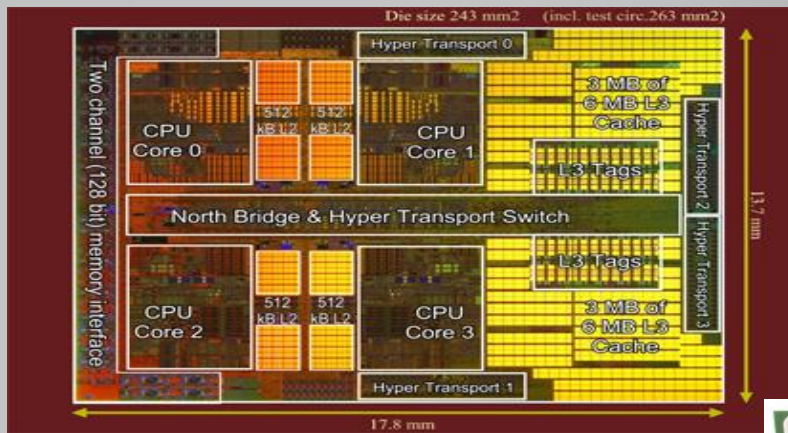 Die size 243 mm2 (incl. test circ.263 mm2)
Hyper Transport 0
Two channel (128 bit) memory interface
CPU
Core 0
512
kB L2
512
kB L2
CPU
Core 1
3 MB of
6 MB L3
Cache
L3 Tags
Hyper Transport 2
North Bridge & Hyper Transport Switch
13.7 mm
CPU
Core 2
512
kB L2
512
kB L2
CPU
Core 3
L3 Tags
3 MB of
6 MB L3
Cache
Hyper Transport 3
Hyper Transport 1
17.8 mm